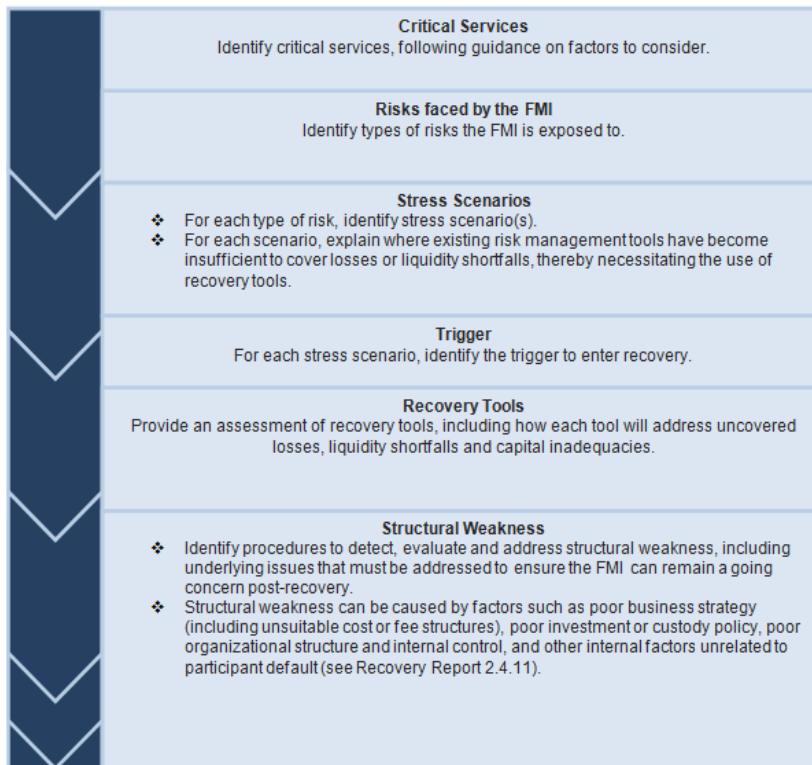 Critical Services
Identify critical services, following guidance on factors to consider.
Risks faced by the FMI
Identify types of risks the FMI is exposed to.
Stress Scenarios
❖ For each type of risk, identify stress scenario(s).
❖ For each scenario, explain where existing risk management tools have become
insufficient to cover losses or liquidity shortfalls, thereby necessitating the use of
recovery tools.
Trigger
For each stress scenario, identify the trigger to enter recovery.
Recovery Tools
Provide an assessment of recovery tools, including how each tool will address uncovered
losses, liquidity shortfalls and capital inadequacies.
Structural Weakness
❖ Identify procedures to detect, evaluate and address structural weakness, including
underlying issues that must be addressed to ensure the FMI can remain a going
concern post-recovery.
❖ Structural weakness can be caused by factors such as poor business strategy
(including unsuitable cost or fee structures), poor investment or custody policy, poor
organizational structure and internal control, and other internal factors unrelated to
participant default (see Recovery Report 2.4.11).